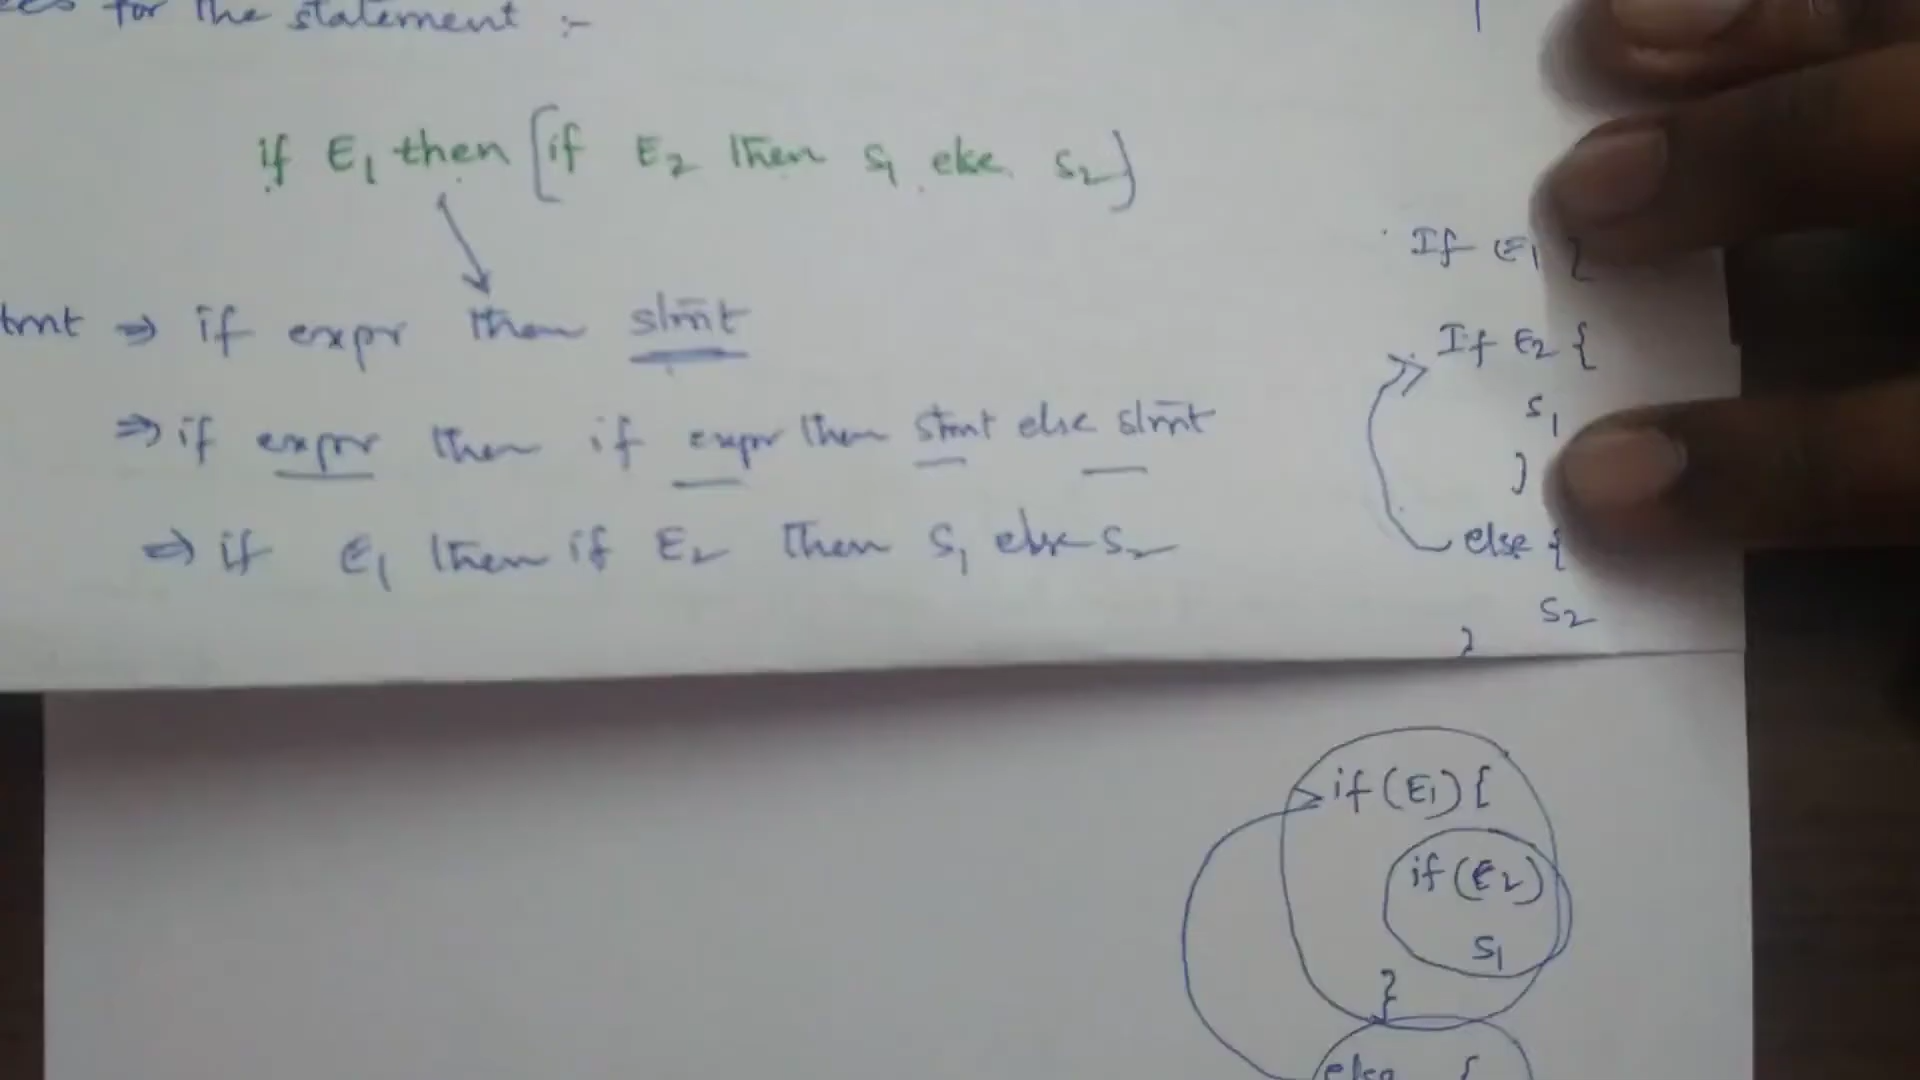 for the statement :-
if E1 then [if E2 then S1 else S2]
tmt ⇒ if expr then stmt
⇒ if expr then if expr then stmt else stmt
⇒ if E1 then if E2 then S1 else S2
If E1 {
If E2 {
S1
}
else {
S2
}
if (E1) {
if (E2)
S1
}
else {